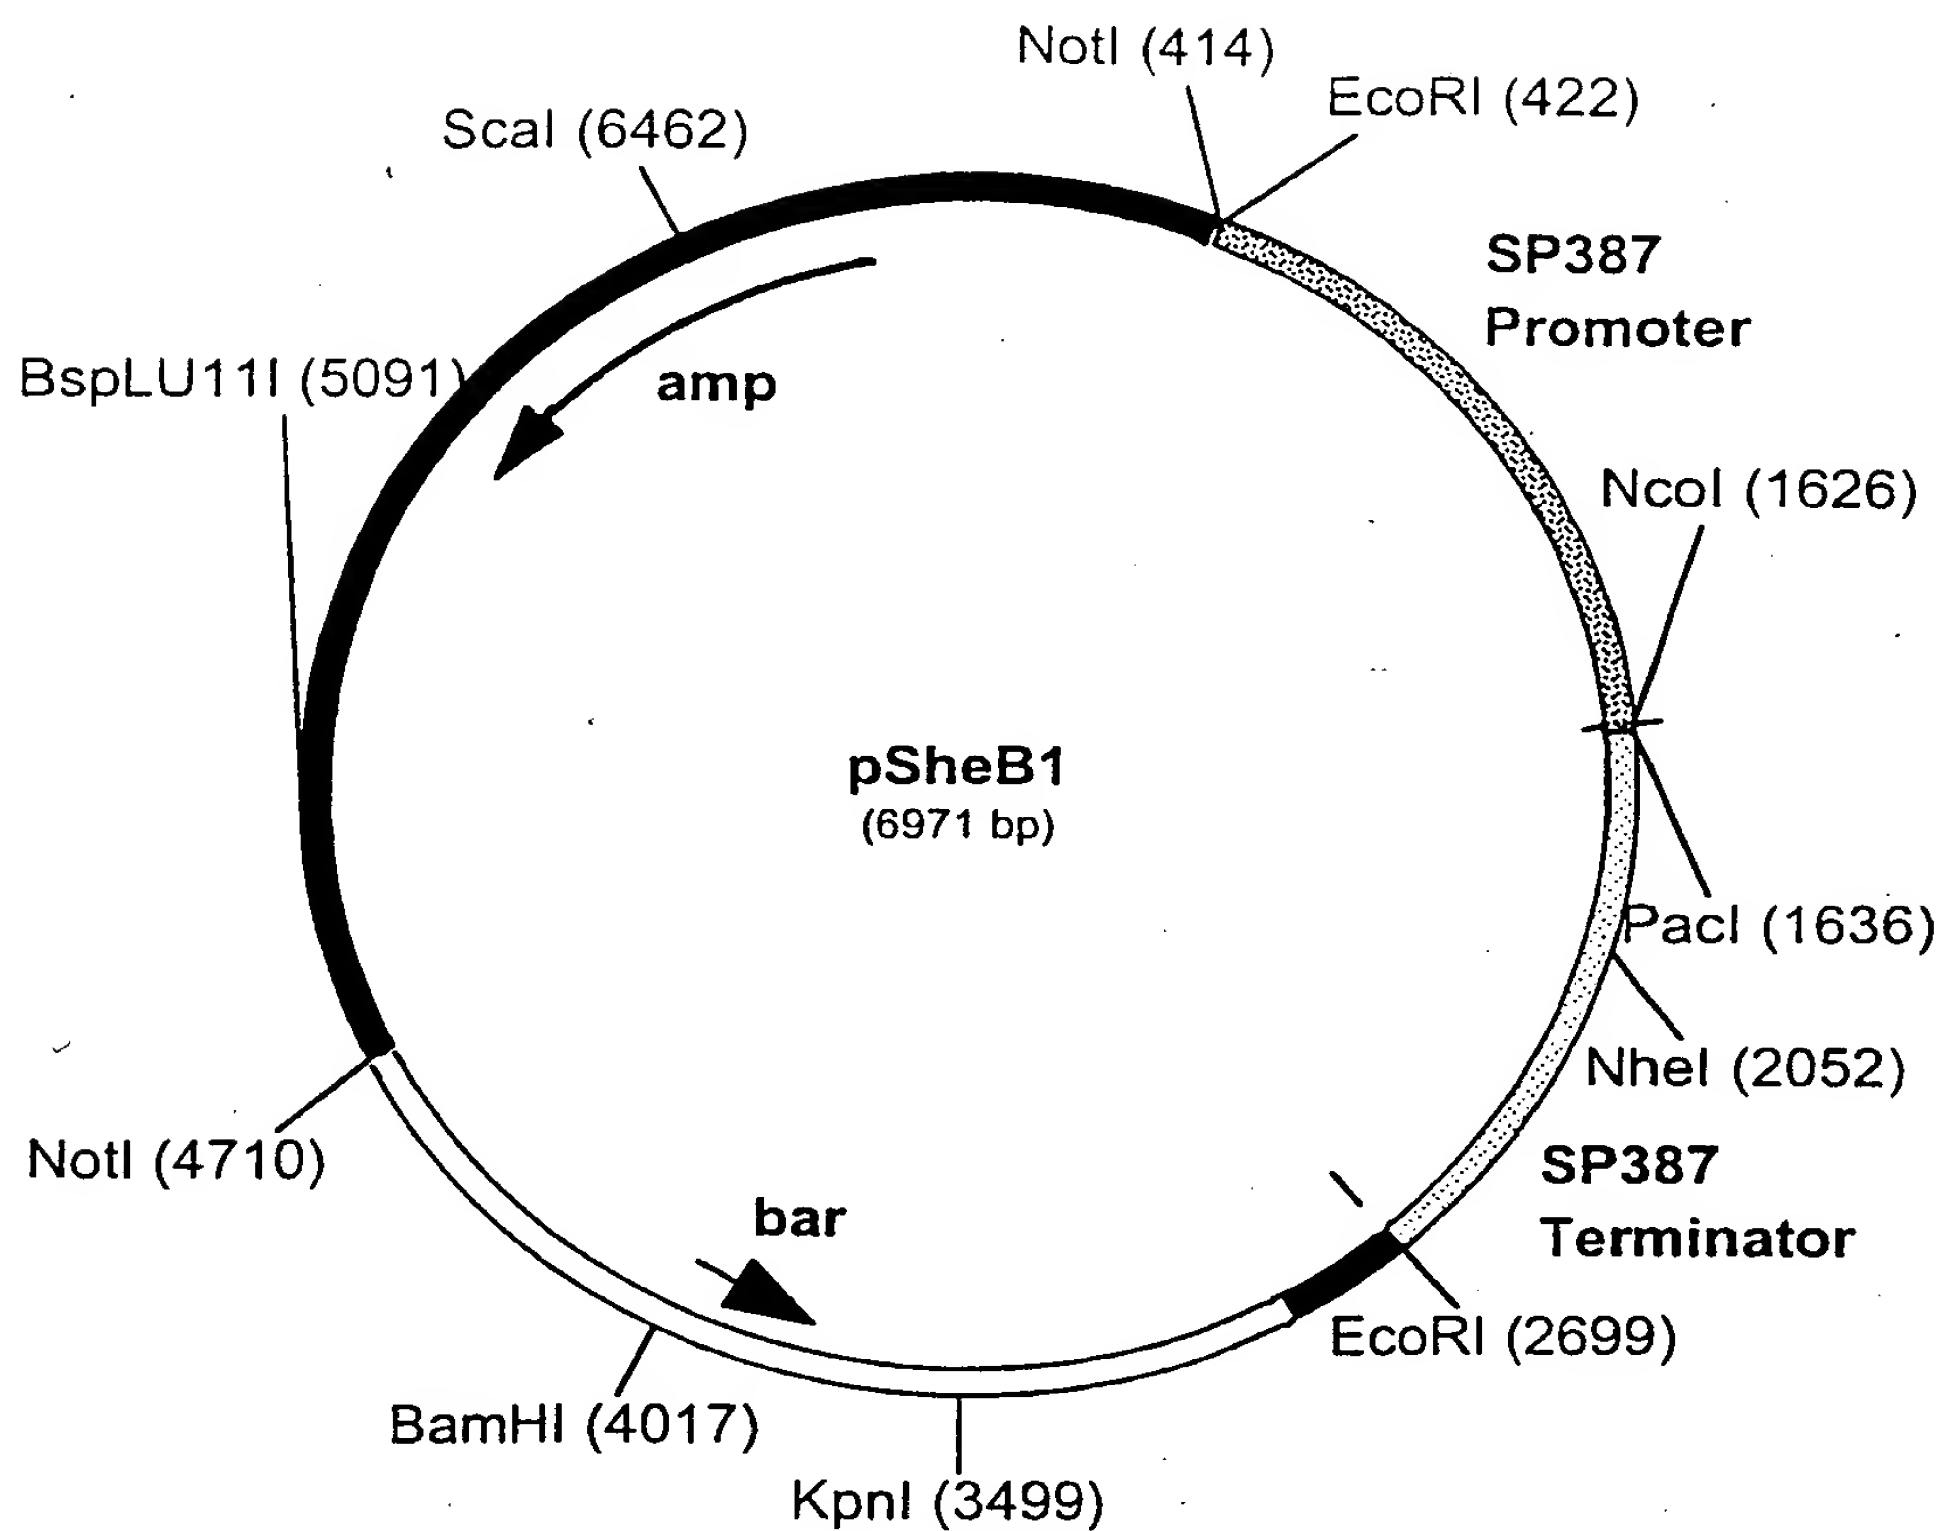 NotI (414)
EcoRI (422)
ScaI (6462)
SP387
Promoter
BspLU11I (5091)
amp
NcoI (1626)
pSheB1
(6971 bp)
PacI (1636)
NheI (2052)
NotI (4710)
SP387
Terminator
bar
EcoRI (2699)
BamHI (4017)
KpnI (3499)